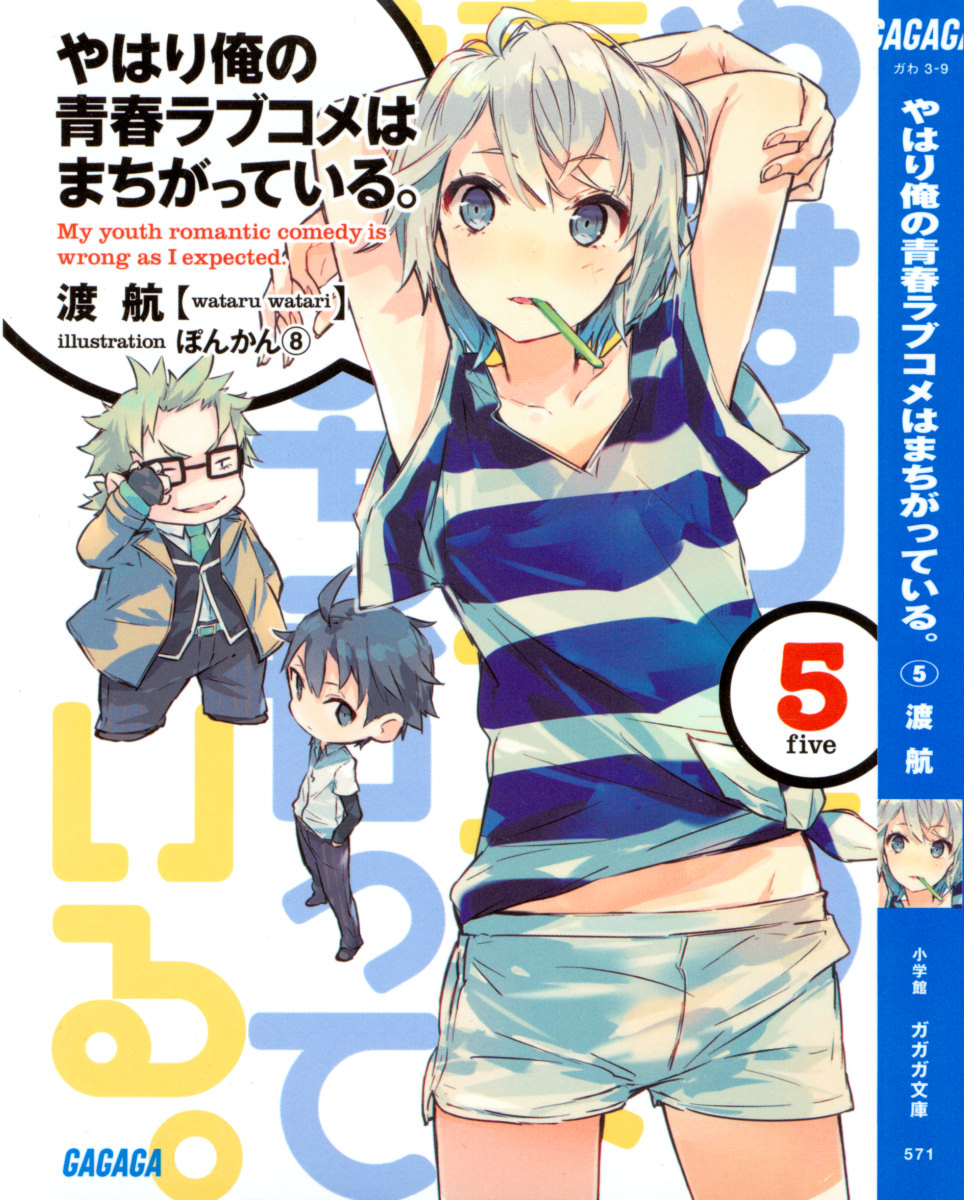 やはり俺の
青春ラブコメは
まちがっている。
My youth romantic comedy is
wrong as I expected.
渡 航【wataru watari】
illustration ぽんかん⑧
5
five
GAGAGA
GAGAGA
ガわ 3-9
やはり俺の青春ラブコメはまちがっている。
⑤
渡 航
小学館
ガガガ文庫
571